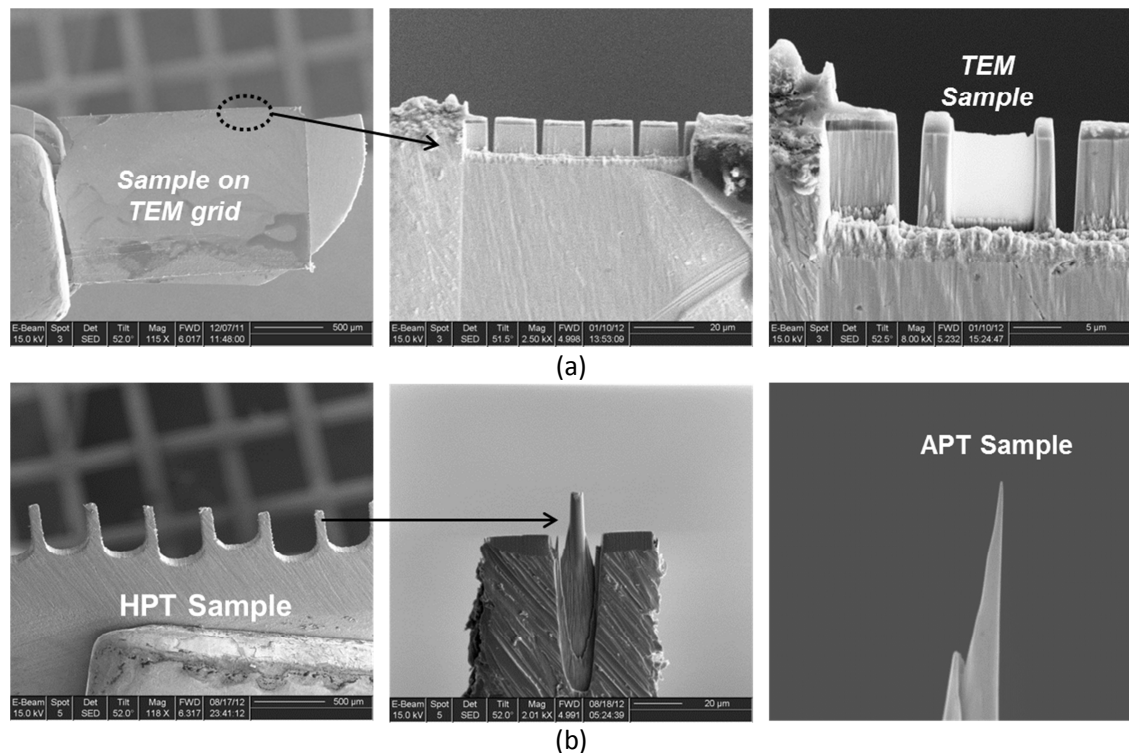 Sample on
TEM grid
TEM
Sample
E-Beam Spot Det Tilt Mag FWD 12/07/11 500 µm
15.0 kV 3 SED 52.0° 115 X 6.017 11:48:00
E-Beam Spot Det Tilt Mag FWD 01/10/12 20 µm
15.0 kV 3 SED 51.5° 2.50 kX 4.998 13:53:09
E-Beam Spot Det Tilt Mag FWD 01/10/12 5 µm
15.0 kV 3 SED 52.5° 8.00 kX 5.232 15:24:47
(a)
HPT Sample
APT Sample
E-Beam Spot Det Tilt Mag FWD 08/17/12 500 µm
15.0 kV 5 SED 52.0° 118 X 6.317 23:41:12
E-Beam Spot Det Tilt Mag FWD 08/18/12 20 µm
15.0 kV 5 SED 52.0° 2.01 kX 4.991 05:24:39
(b)